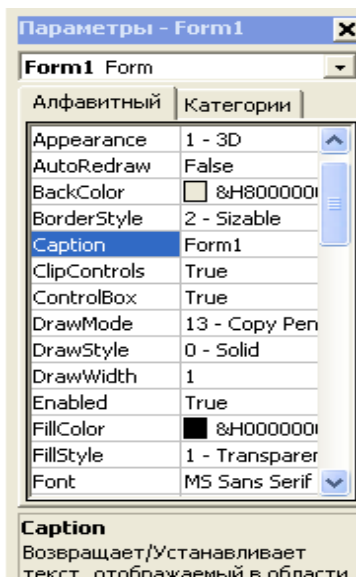 Параметры - Form1
Form1 Form
Алфавитный Категории
Appearance 1 - 3D
AutoRedraw False
BackColor &H800000
BorderStyle 2 - Sizable
Caption Form1
ClipControls True
ControlBox True
DrawMode 13 - Copy Pen
DrawStyle 0 - Solid
DrawWidth 1
Enabled True
FillColor &H000000
FillStyle 1 - Transparer
Font MS Sans Serif
Caption
Возвращает/Устанавливает
текст, отображаемый в области